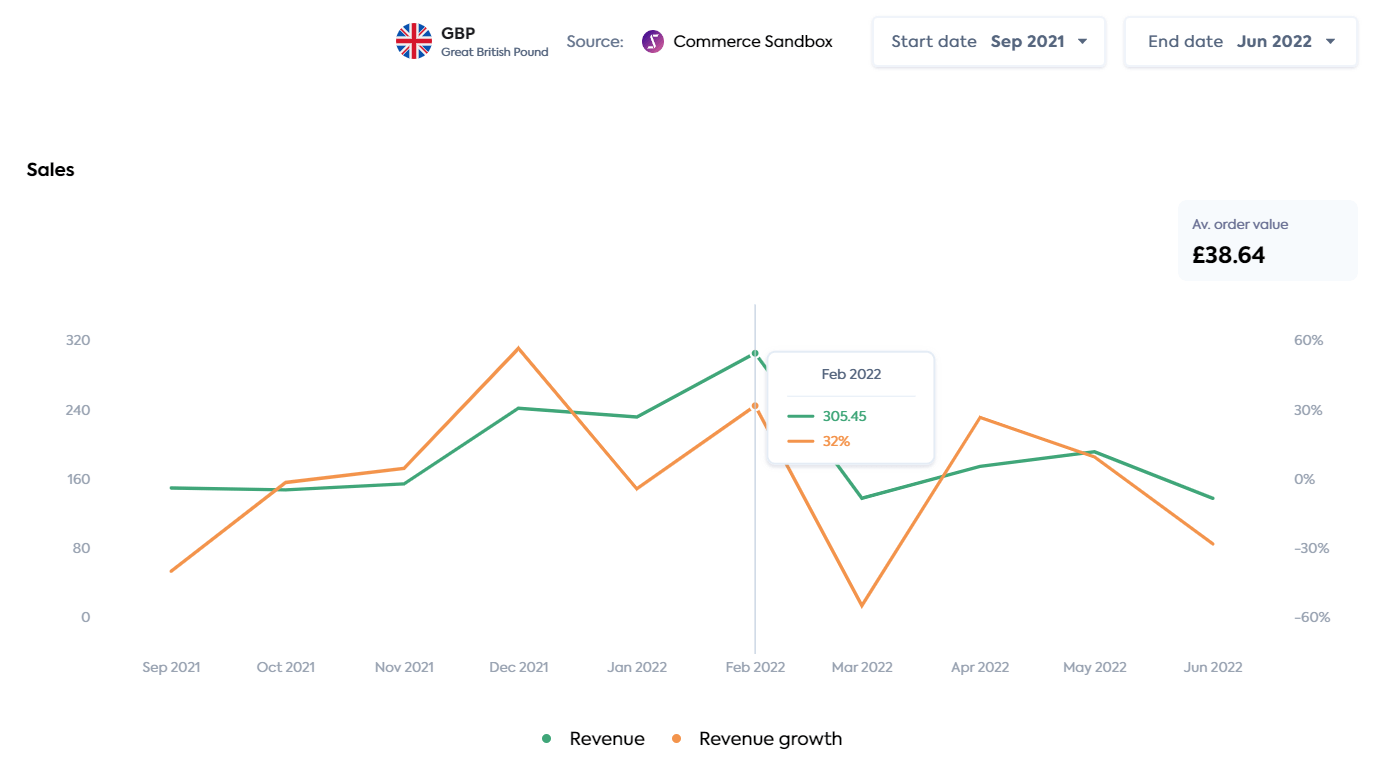 GBP
Great British Pound
Source:
Commerce Sandbox
Start date Sep 2021
End date Jun 2022
Sales
Av. order value
£38.64
320
240
160
80
0
60%
30%
0%
-30%
-60%
Feb 2022
305.45
32%
Sep 2021
Oct 2021
Nov 2021
Dec 2021
Jan 2022
Feb 2022
Mar 2022
Apr 2022
May 2022
Jun 2022
Revenue
Revenue growth